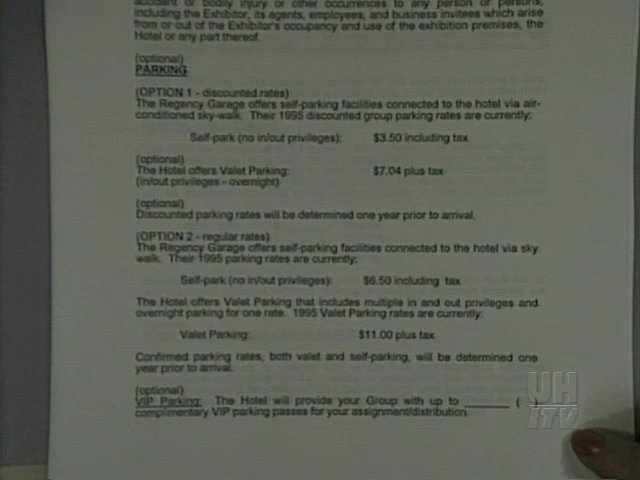 accident or bodily injury or other occurrences to any person or persons,
including the Exhibitor, its agents, employees, and business invitees which arise
from or out of the Exhibitor's occupancy and use of the exhibition premises, the
Hotel or any part thereof.
(optional)
PARKING
(OPTION 1 - discounted rates)
The Regency Garage offers self-parking facilities connected to the hotel via air-
conditioned sky-walk. Their 1995 discounted group parking rates are currently:
Self-park (no in/out privileges): $3.50 including tax
(optional)
The Hotel offers Valet Parking: $7.04 plus tax
(in/out privileges - overnight)
(optional)
Discounted parking rates will be determined one year prior to arrival.
(OPTION 2 - regular rates)
The Regency Garage offers self-parking facilities connected to the hotel via sky
walk. Their 1995 parking rates are currently:
Self-park (no in/out privileges): $6.50 including tax
The Hotel offers Valet Parking that includes multiple in and out privileges and
overnight parking for one rate. 1995 Valet Parking rates are currently:
Valet Parking: $11.00 plus tax
Confirmed parking rates, both valet and self-parking, will be determined one
year prior to arrival.
(optional)
VIP Parking: The Hotel will provide your Group with up to ________ ( )
complimentary VIP parking passes for your assignment/distribution.
UH
iTV